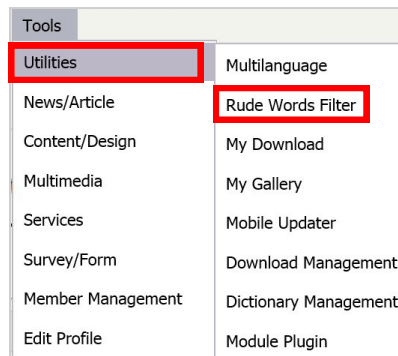 Tools
Utilities
News/Article
Content/Design
Multimedia
Services
Survey/Form
Member Management
Edit Profile
Multilanguage
Rude Words Filter
My Download
My Gallery
Mobile Updater
Download Management
Dictionary Management
Module Plugin